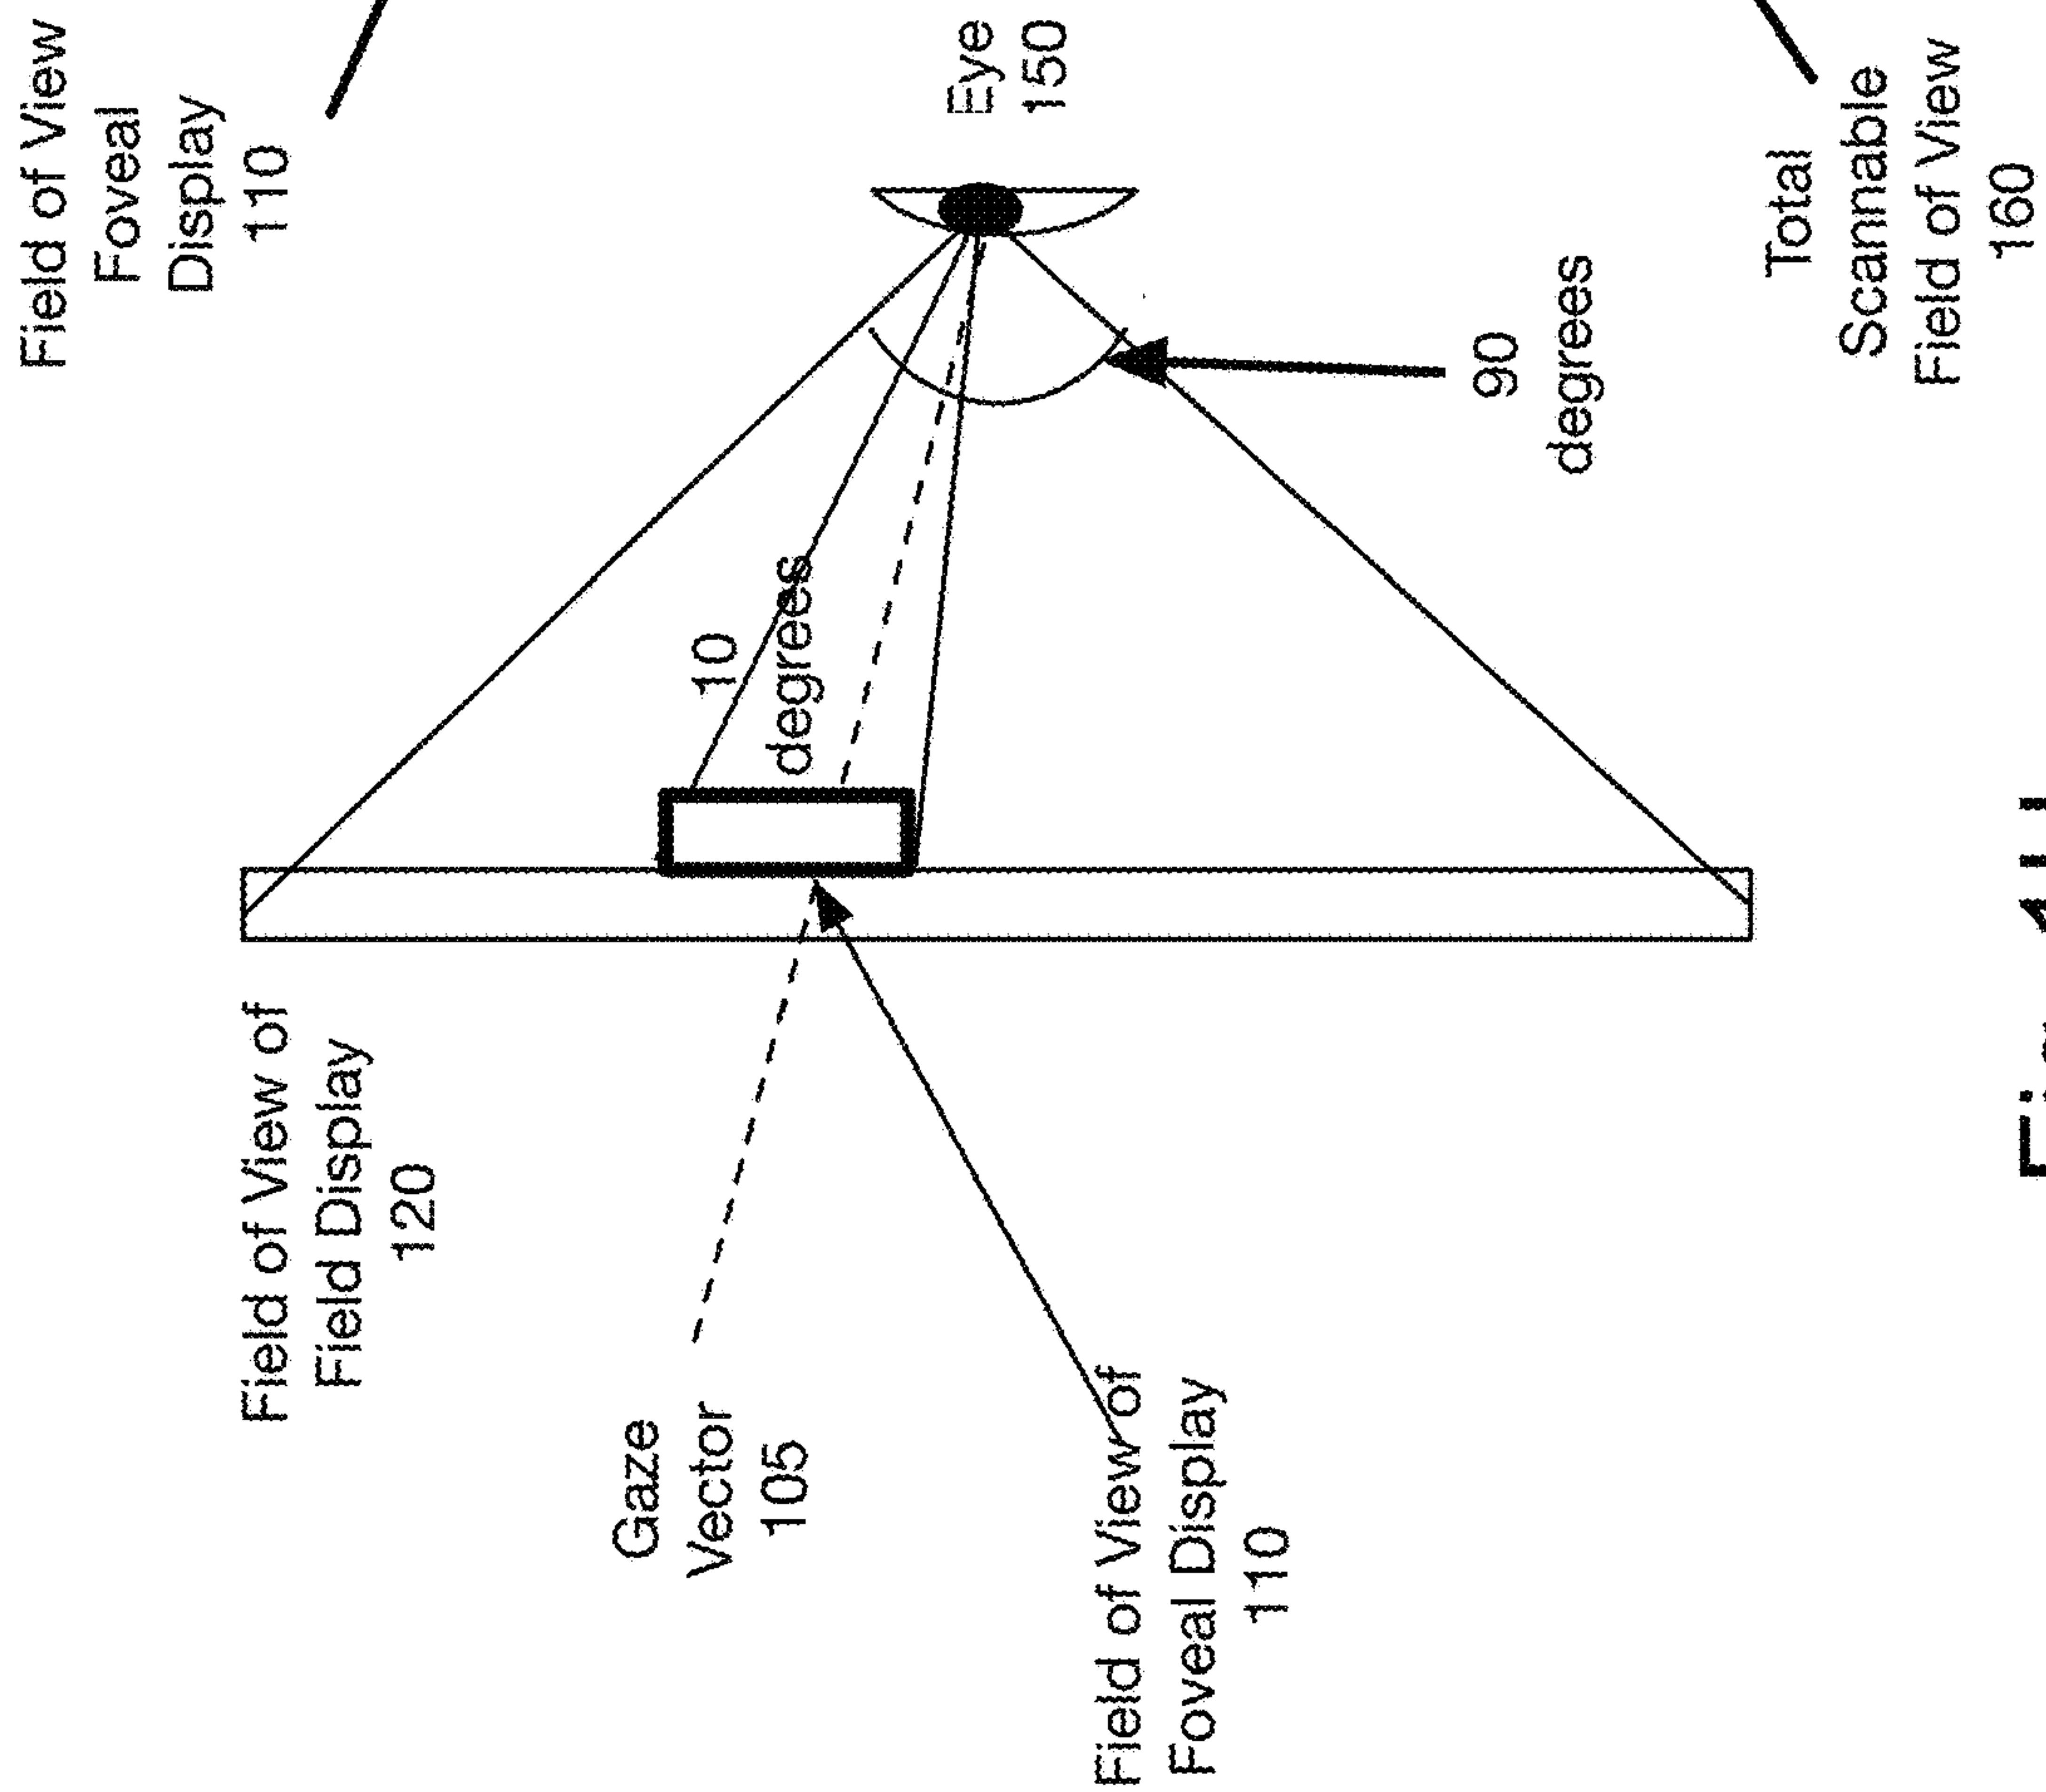 Field of View of
Field Display
120
Gaze
Vector
105
Field of View of
Foveal Display
110
10
degrees
90
degrees
Eye
150
Field of View
Foveal
Display
110
Total
Scannable
Field of View
160